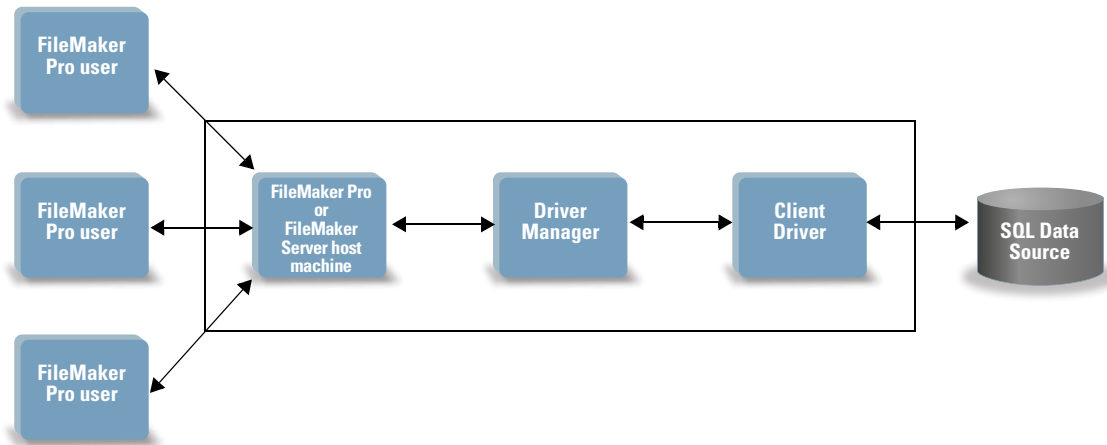 FileMaker
Pro user
FileMaker
Pro user
FileMaker Pro
or
FileMaker
Server host
machine
Driver
Manager
Client
Driver
SQL Data
Source
FileMaker
Pro user